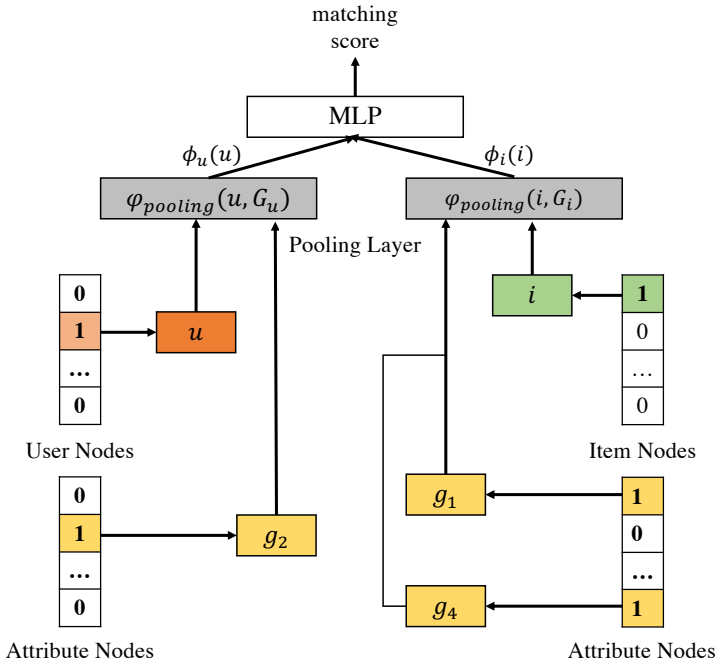 matching
score
MLP
ϕ_u(u)
ϕ_i(i)
φ_pooling(u, G_u)
φ_pooling(i, G_i)
Pooling Layer
0
1
...
0
u
i
1
0
...
0
User Nodes
Item Nodes
0
1
...
0
g_2
g_1
g_4
1
0
...
1
Attribute Nodes
Attribute Nodes